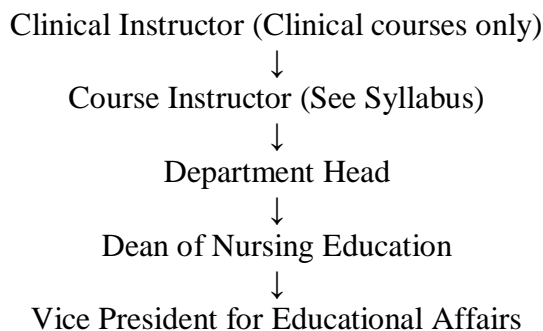 Clinical Instructor (Clinical courses only)
↓
Course Instructor (See Syllabus)
↓
Department Head
↓
Dean of Nursing Education
↓
Vice President for Educational Affairs